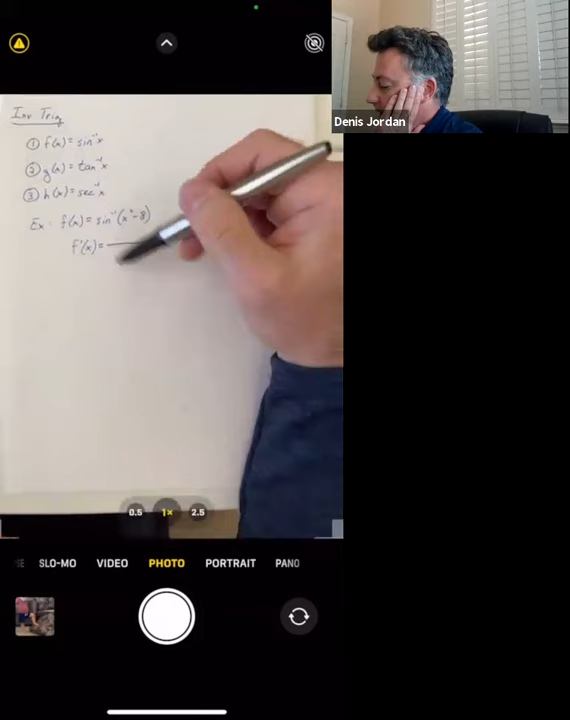 Denis Jordan
Inv Trig
① f(x) = sin⁻¹x
② g(x) = tan⁻¹x
③ h(x) = sec⁻¹x
Ex. f(x) = sin⁻¹(x²-8)
f'(x) =
0.5 1× 2.5
SLO-MO VIDEO PHOTO PORTRAIT PANO